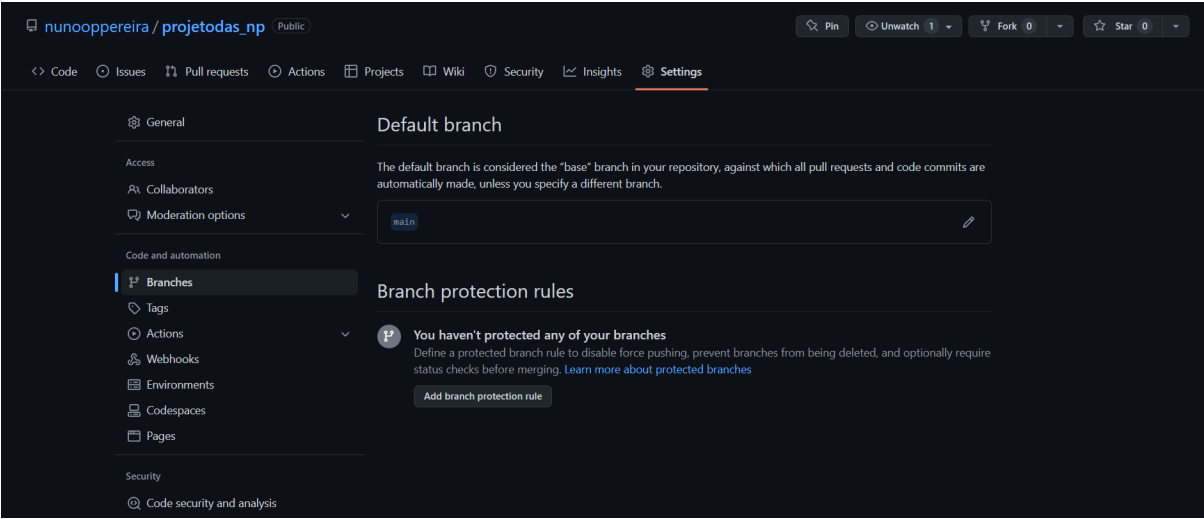 nunooppereira / projetodas_np Public
Pin Unwatch 1 Fork 0 Star 0
Code Issues Pull requests Actions Projects Wiki Security Insights Settings
General
Access
Collaborators
Moderation options
Code and automation
Branches
Tags
Actions
Webhooks
Environments
Codespaces
Pages
Security
Code security and analysis
Default branch
The default branch is considered the “base” branch in your repository, against which all pull requests and code commits are
automatically made, unless you specify a different branch.
main
Branch protection rules
You haven't protected any of your branches
Define a protected branch rule to disable force pushing, prevent branches from being deleted, and optionally require
status checks before merging. Learn more about protected branches
Add branch protection rule